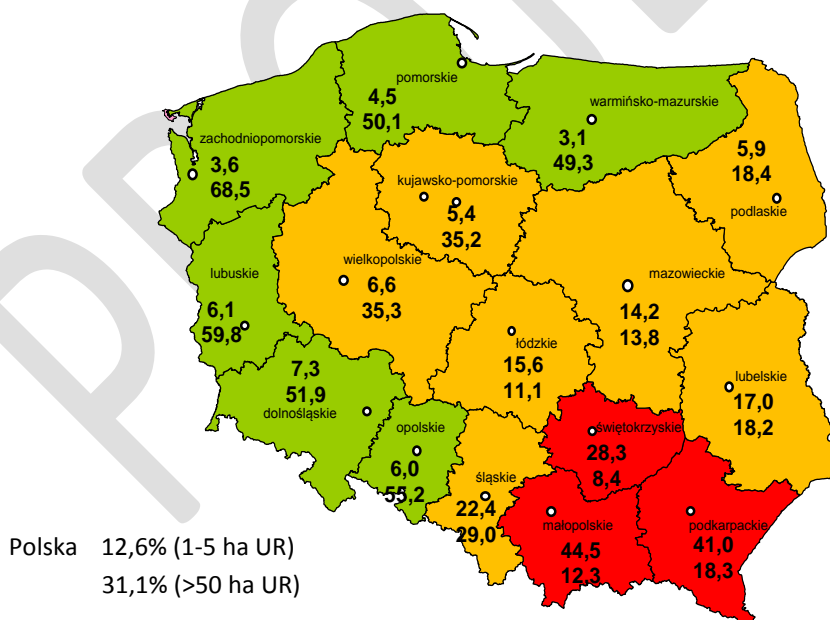 pomorskie
4,5
50,1
warmińsko-mazurskie
3,1
49,3
zachodniopomorskie
3,6
68,5
5,9
18,4
podlaskie
kujawsko-pomorskie
5,4
35,2
wielkopolskie
6,6
35,3
lubuskie
6,1
59,8
mazowieckie
14,2
13,8
łódzkie
15,6
11,1
7,3
51,9
dolnośląskie
lubelskie
17,0
18,2
opolskie
6,0
55,2
świętokrzyskie
28,3
8,4
śląskie
22,4
29,0
małopolskie
44,5
12,3
podkarpackie
41,0
18,3
Polska 12,6% (1-5 ha UR)
31,1% (>50 ha UR)